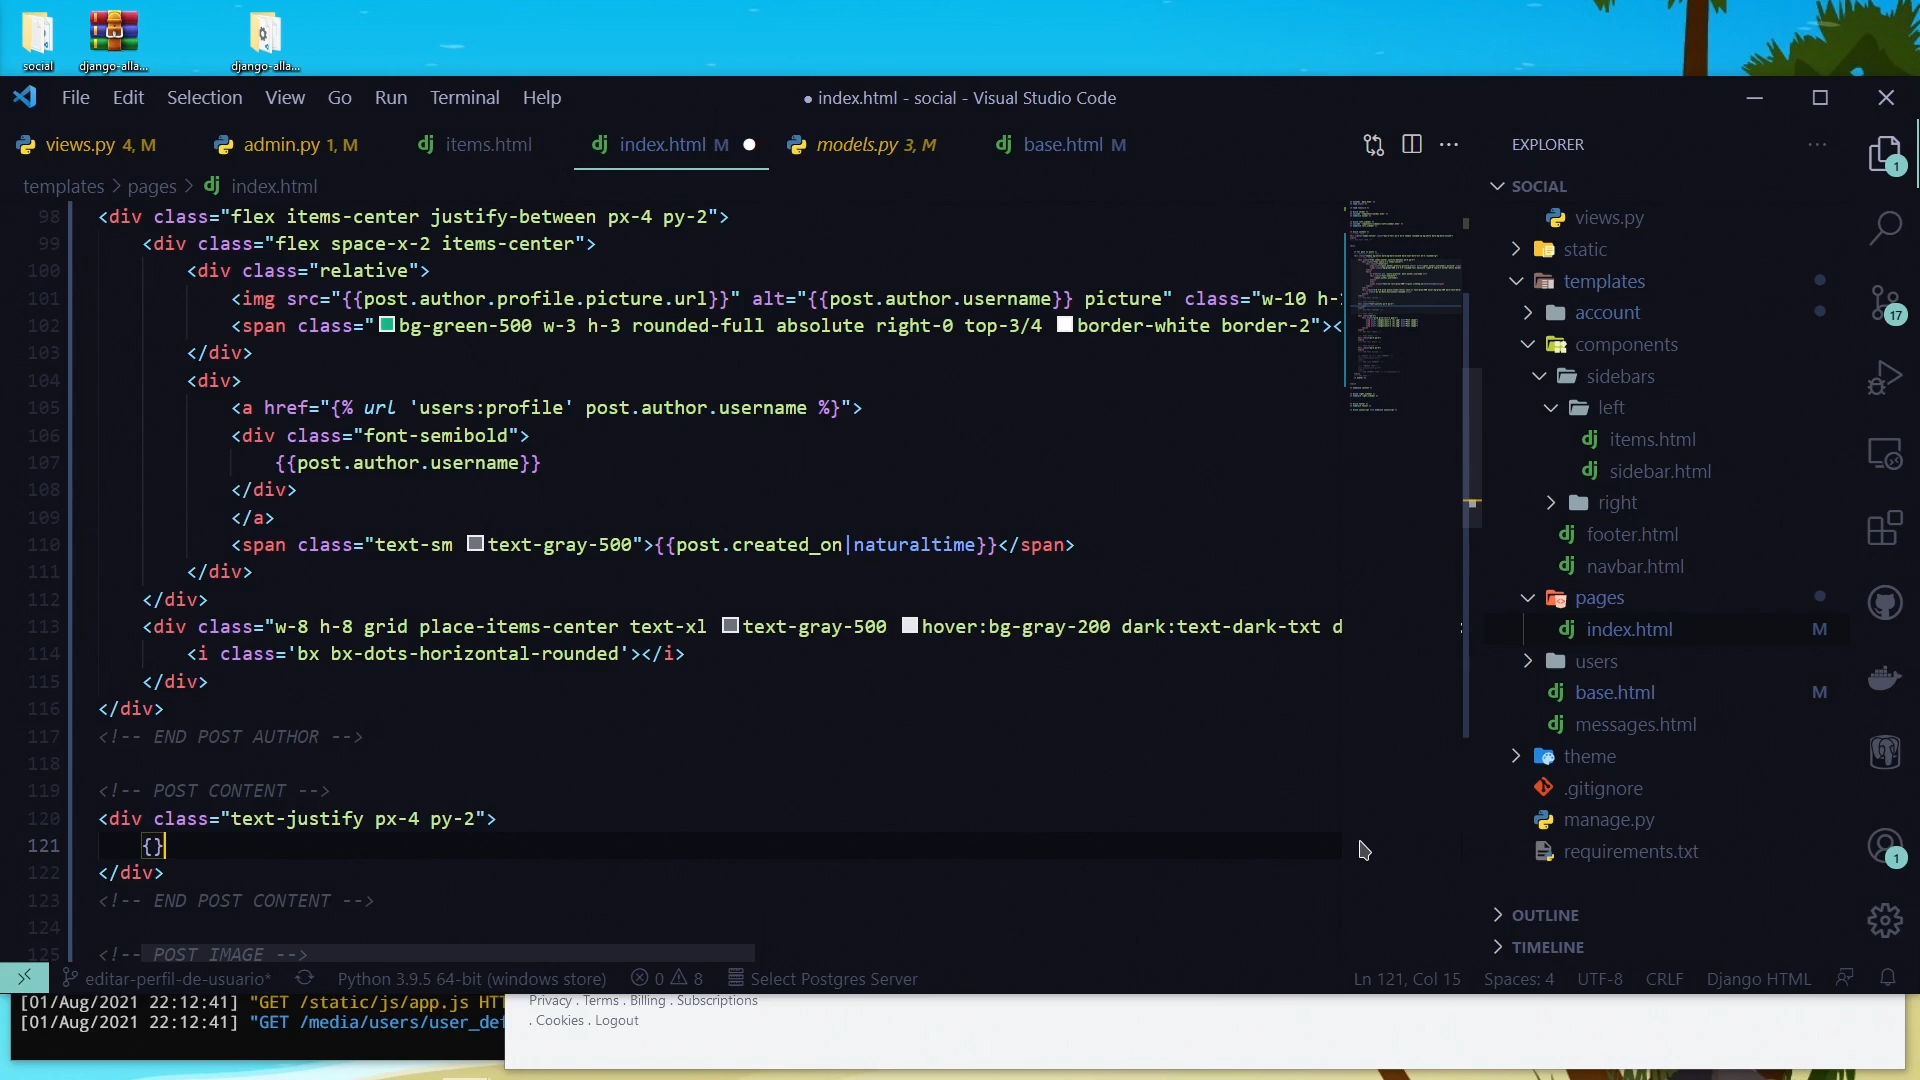 social
django-alla...
django-alla...
File Edit Selection View Go Run Terminal Help
● index.html - social - Visual Studio Code
views.py 4, M
admin.py 1, M
items.html
index.html M
models.py 3, M
base.html M
templates > pages > index.html
98 <div class="flex items-center justify-between px-4 py-2">
99 <div class="flex space-x-2 items-center">
100 <div class="relative">
101 <img src="{{post.author.profile.picture.url}}" alt="{{post.author.username}} picture" class="w-10 h-
102 <span class="bg-green-500 w-3 h-3 rounded-full absolute right-0 top-3/4 border-white border-2"><
103 </div>
104 <div>
105 <a href="{% url 'users:profile' post.author.username %}">
106 <div class="font-semibold">
107 {{post.author.username}}
108 </div>
109 </a>
110 <span class="text-sm text-gray-500">{{post.created_on|naturaltime}}</span>
111 </div>
112 </div>
113 <div class="w-8 h-8 grid place-items-center text-xl text-gray-500 hover:bg-gray-200 dark:text-dark-txt d
114 <i class='bx bx-dots-horizontal-rounded'></i>
115 </div>
116 </div>
117 <!-- END POST AUTHOR -->
118
119 <!-- POST CONTENT -->
120 <div class="text-justify px-4 py-2">
121 {}
122 </div>
123 <!-- END POST CONTENT -->
124
125 <!-- POST IMAGE -->
EXPLORER
SOCIAL
views.py
static
templates
account
components
sidebars
left
items.html
sidebar.html
right
footer.html
navbar.html
pages
index.html M
users
base.html M
messages.html
theme
.gitignore
manage.py
requirements.txt
OUTLINE
TIMELINE
1
17
1
editar-perfil-de-usuario* Python 3.9.5 64-bit (windows store) 0 8 Select Postgres Server Ln 121, Col 15 Spaces: 4 UTF-8 CRLF Django HTML
[01/Aug/2021 22:12:41] "GET /static/js/app.js HTT
[01/Aug/2021 22:12:41] "GET /media/users/user_def
Privacy . Terms . Billing . Subscriptions
. Cookies . Logout